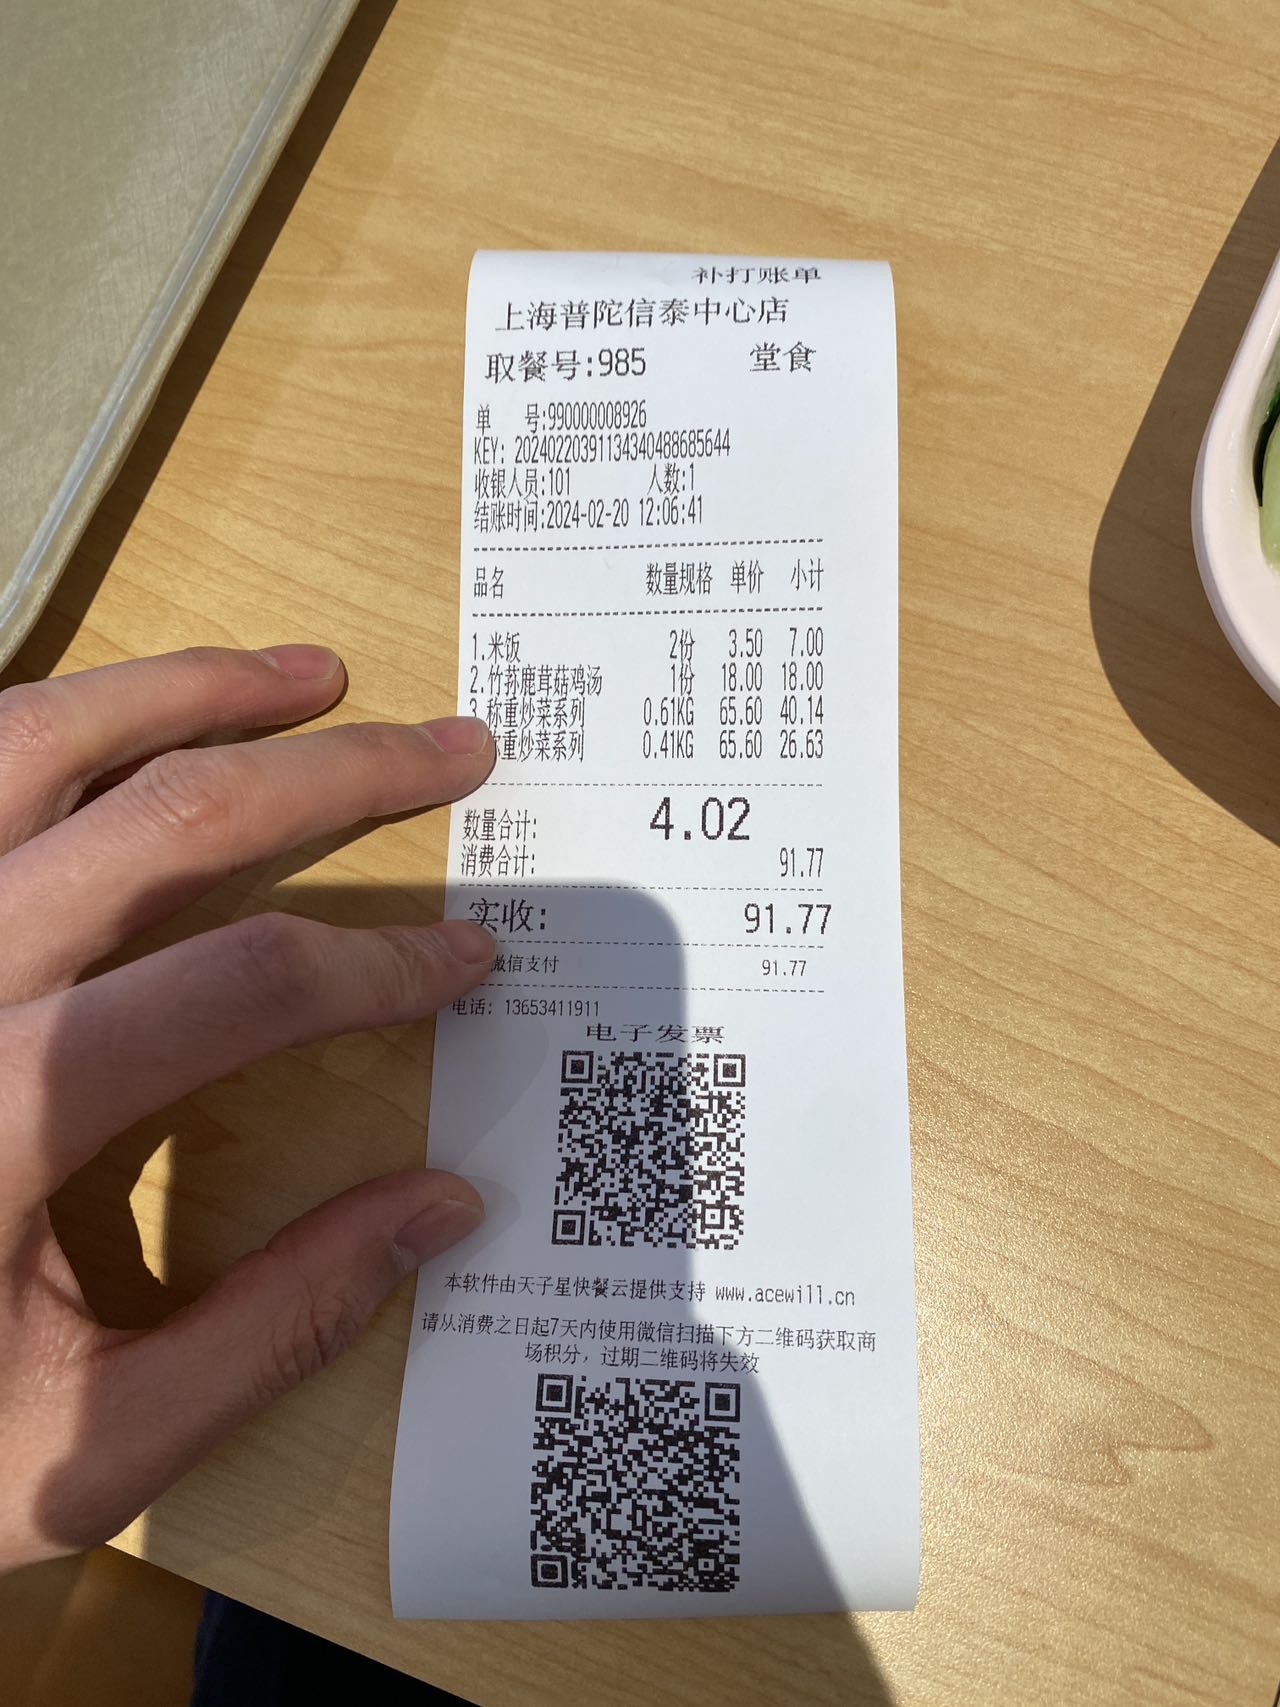 补打账单
上海普陀信泰中心店
取餐号:985 堂食
单 号:990000008926
KEY: 20240220391134340488685644
收银人员:101 人数:1
结账时间:2024-02-20 12:06:41
品名 数量规格 单价 小计
1.米饭 2份 3.50 7.00
2.竹荪鹿茸菇鸡汤 1份 18.00 18.00
3.称重炒菜系列 0.61KG 65.60 40.14
称重炒菜系列 0.41KG 65.60 26.63
数量合计: 4.02
消费合计: 91.77
实收: 91.77
微信支付 91.77
电话: 13653411911
电子发票
本软件由天子星快餐云提供支持 www.acewill.cn
请从消费之日起7天内使用微信扫描下方二维码获取商
场积分，过期二维码将失效